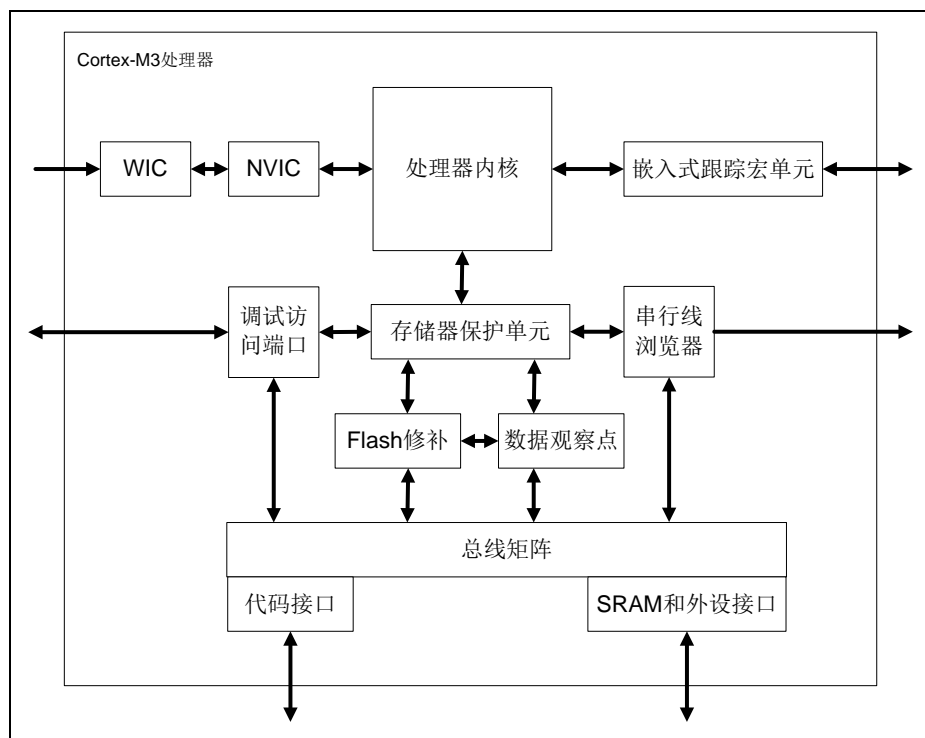 Cortex-M3处理器
WIC
NVIC
处理器内核
嵌入式跟踪宏单元
调试访
问端口
存储器保护单元
串行线
浏览器
Flash修补
数据观察点
总线矩阵
代码接口
SRAM和外设接口